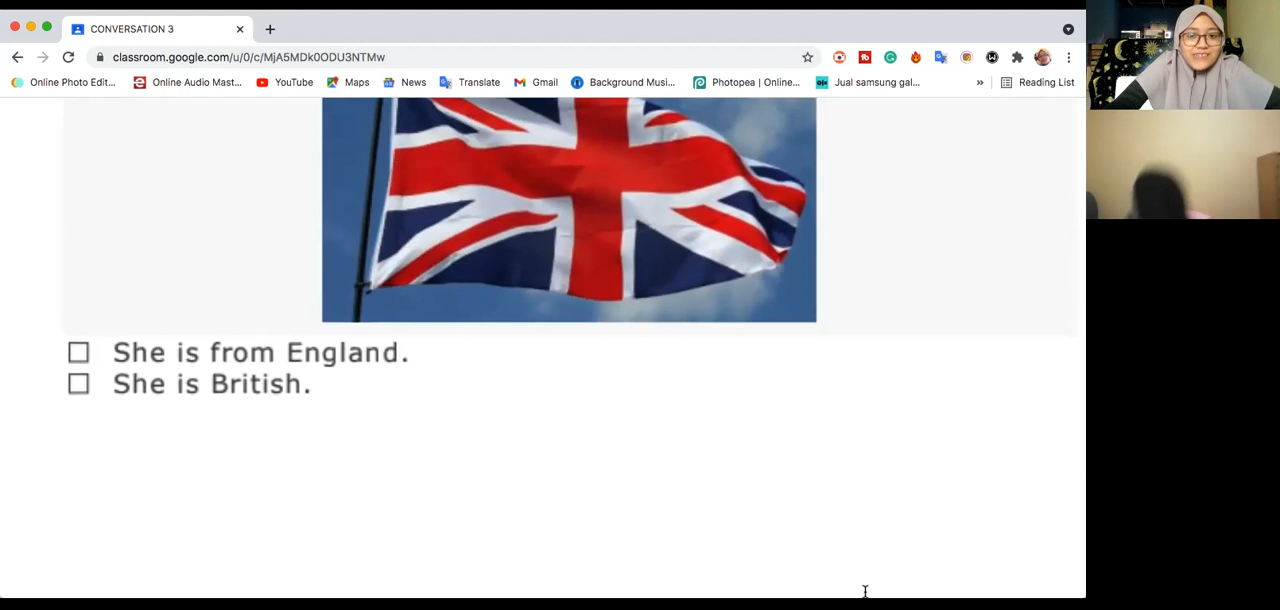 CONVERSATION 3
classroom.google.com/u/0/c/MjA5MDk0ODU3NTMw
Online Photo Edit... Online Audio Mast... YouTube Maps News Translate Gmail Background Musi... Photopea | Online... Jual samsung gal... » Reading List
She is from England.
She is British.